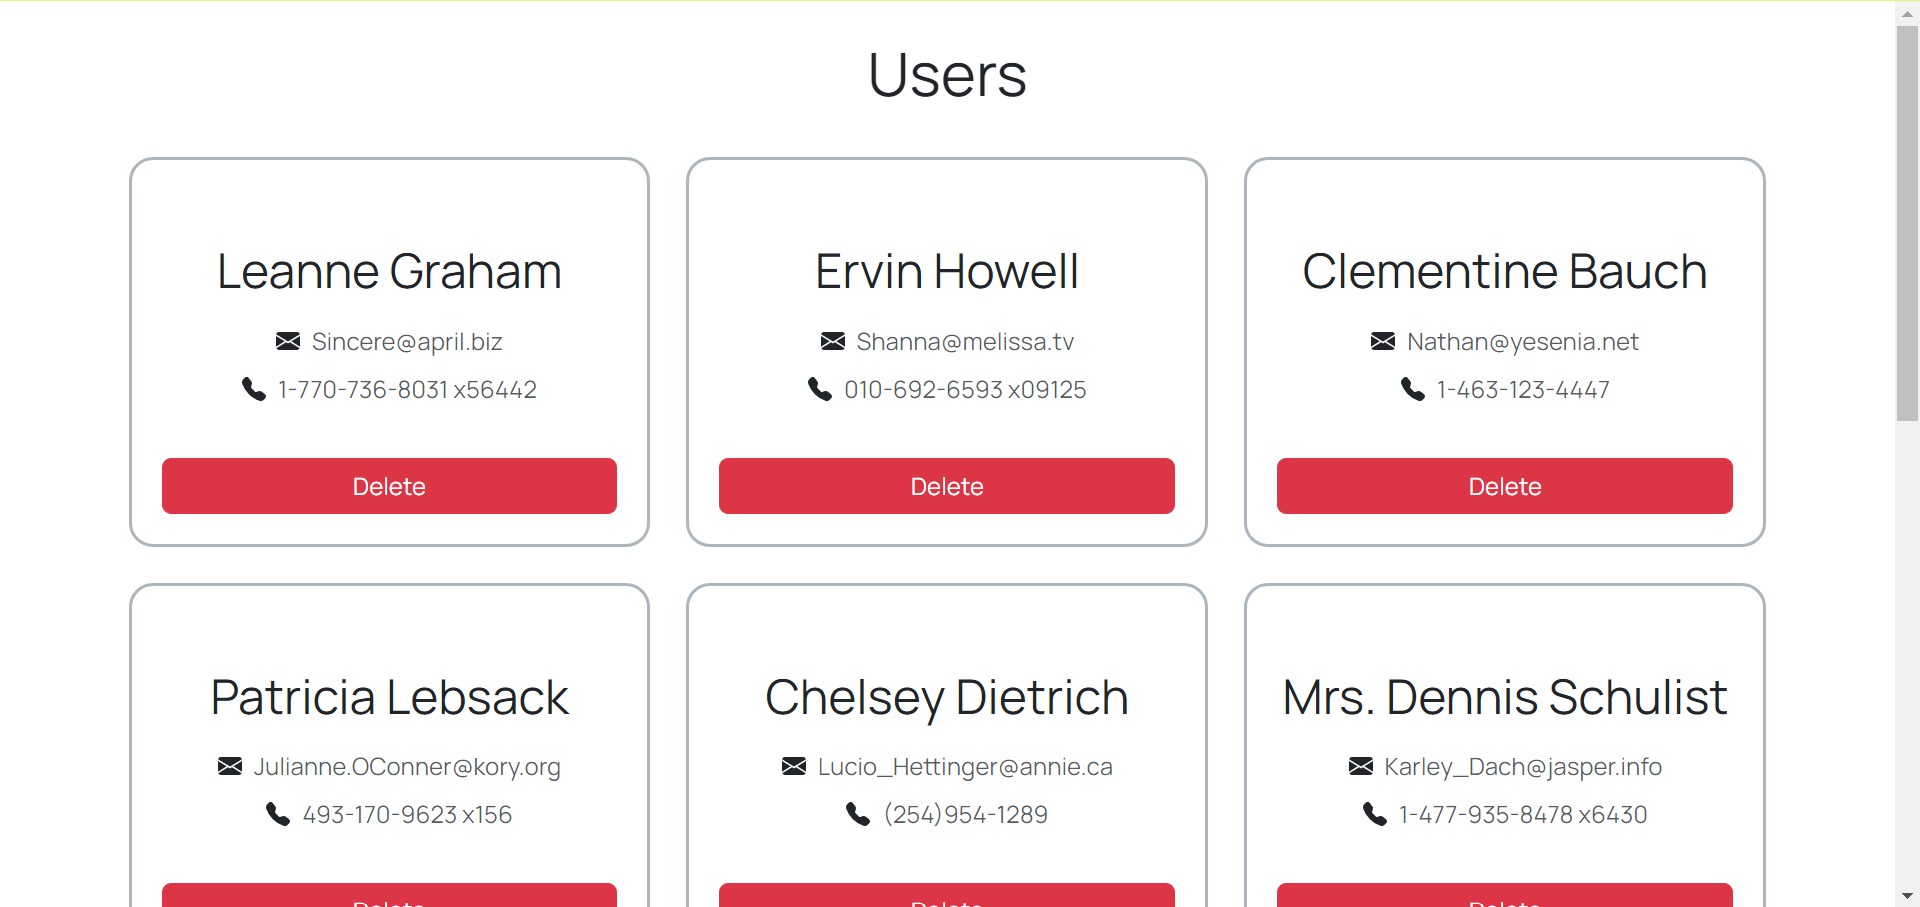 Users
Leanne Graham
Sincere@april.biz
1-770-736-8031 x56442
Delete
Ervin Howell
Shanna@melissa.tv
010-692-6593 x09125
Delete
Clementine Bauch
Nathan@yesenia.net
1-463-123-4447
Delete
Patricia Lebsack
Julianne.OConner@kory.org
493-170-9623 x156
Delete
Chelsey Dietrich
Lucio_Hettinger@annie.ca
(254)954-1289
Delete
Mrs. Dennis Schulist
Karley_Dach@jasper.info
1-477-935-8478 x6430
Delete